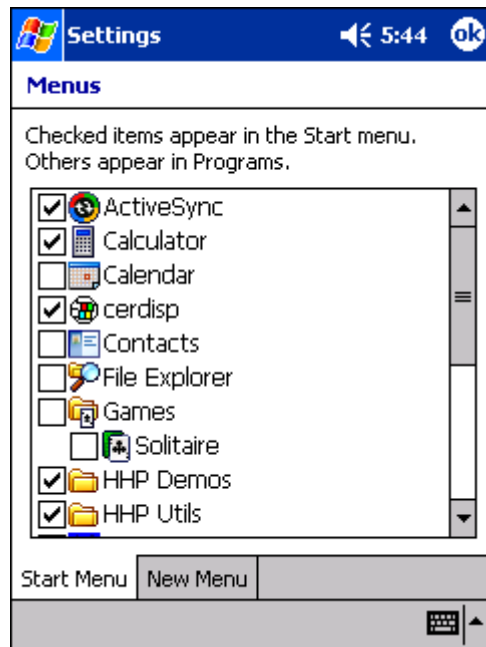 Settings 5:44 ok
Menus
Checked items appear in the Start menu.
Others appear in Programs.
ActiveSync
Calculator
Calendar
cerdisp
Contacts
File Explorer
Games
Solitaire
HHP Demos
HHP Utils
Start Menu New Menu